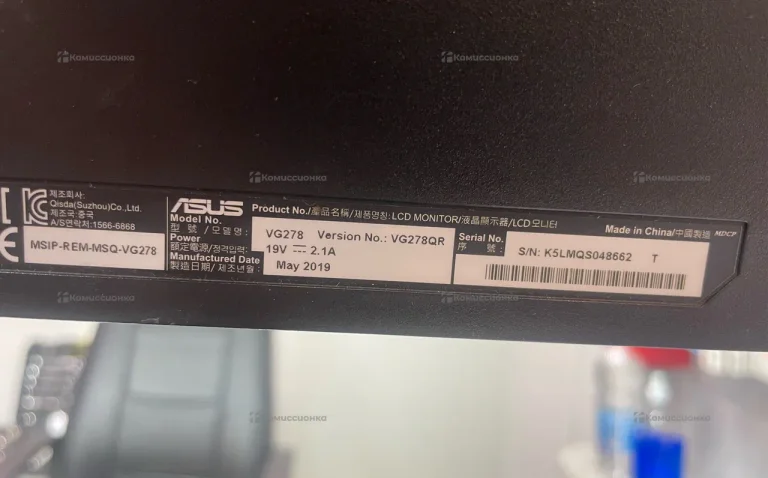 Комиссионка
Комиссионка
Комиссионка
Комиссионка
제조회사:
Qisda(Suzhou)Co.,Ltd.
제조국:중국
A/S연락처:1566-6868
MSIP-REM-MSQ-VG278
ASUS
Product No./產品名稱/제품명칭: LCD MONITOR/液晶顯示器/LCD모니터
Model No.
型 號 / 모델명:
VG278 Version No.: VG278QR
Power
額定電源/정격입력:
19V 2.1A
Manufactured Date
製造日期/ 제조년월:
May 2019
Serial No.
序 號:
S/N: K5LMQS048662 T
Made in China/中國製造
MDCP
Комиссионка
Комиссионка
Комиссионка
Комиссионка